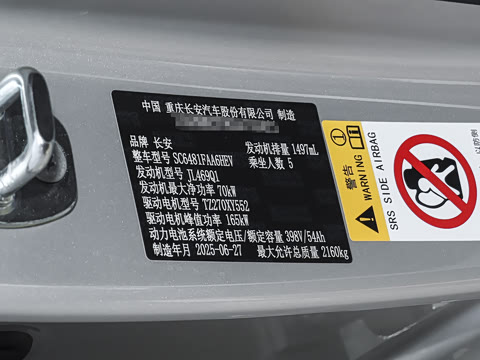 中国 重庆长安汽车股份有限公司 制造
品牌 长安
发动机排量 1497mL
整车型号 SC6481FAA6HEV
乘坐人数 5
发动机型号 JL469Q1
发动机最大净功率 70kW
驱动电机型号 TZ270XY552
驱动电机峰值功率 165kW
动力电池系统额定电压/额定容量 398V/54Ah
制造年月 2025-06-27
最大允许总质量 2160kg
警告
WARNING
SRS SIDE AIRBAG